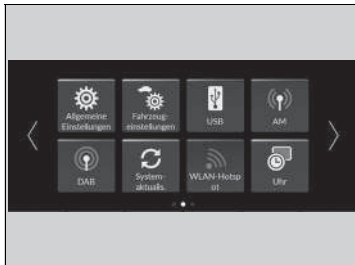 Allgemeine
Einstellungen
Fahrzeug-
einstellungen
USB
AM
DAB
System-
aktualis.
WLAN-Hotsp
ot
Uhr